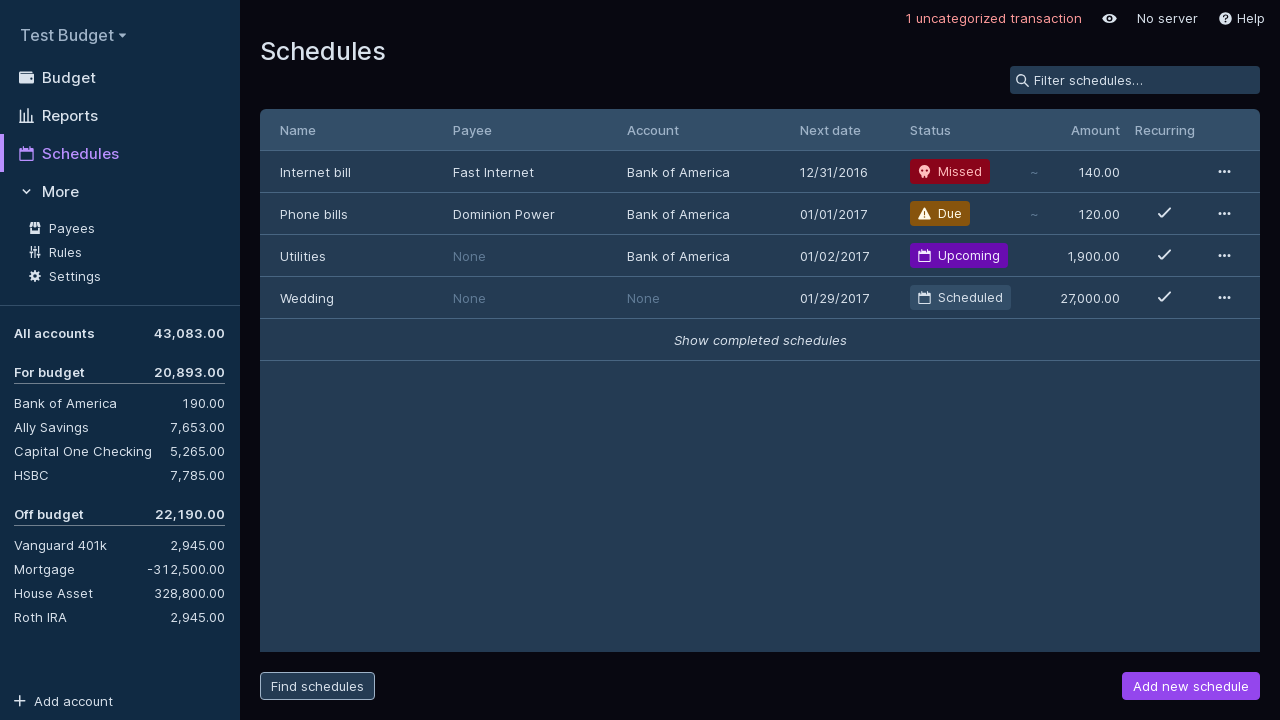 Test Budget
Budget
Reports
Schedules
More
Payees
Rules
Settings
All accounts 43,083.00
For budget 20,893.00
Bank of America 190.00
Ally Savings 7,653.00
Capital One Checking 5,265.00
HSBC 7,785.00
Off budget 22,190.00
Vanguard 401k 2,945.00
Mortgage -312,500.00
House Asset 328,800.00
Roth IRA 2,945.00
Add account
1 uncategorized transaction No server Help
Schedules
Filter schedules…
Name Payee Account Next date Status Amount Recurring
Internet bill Fast Internet Bank of America 12/31/2016 Missed ~ 140.00
Phone bills Dominion Power Bank of America 01/01/2017 Due ~ 120.00
Utilities None Bank of America 01/02/2017 Upcoming 1,900.00
Wedding None None 01/29/2017 Scheduled 27,000.00
Show completed schedules
Find schedules Add new schedule